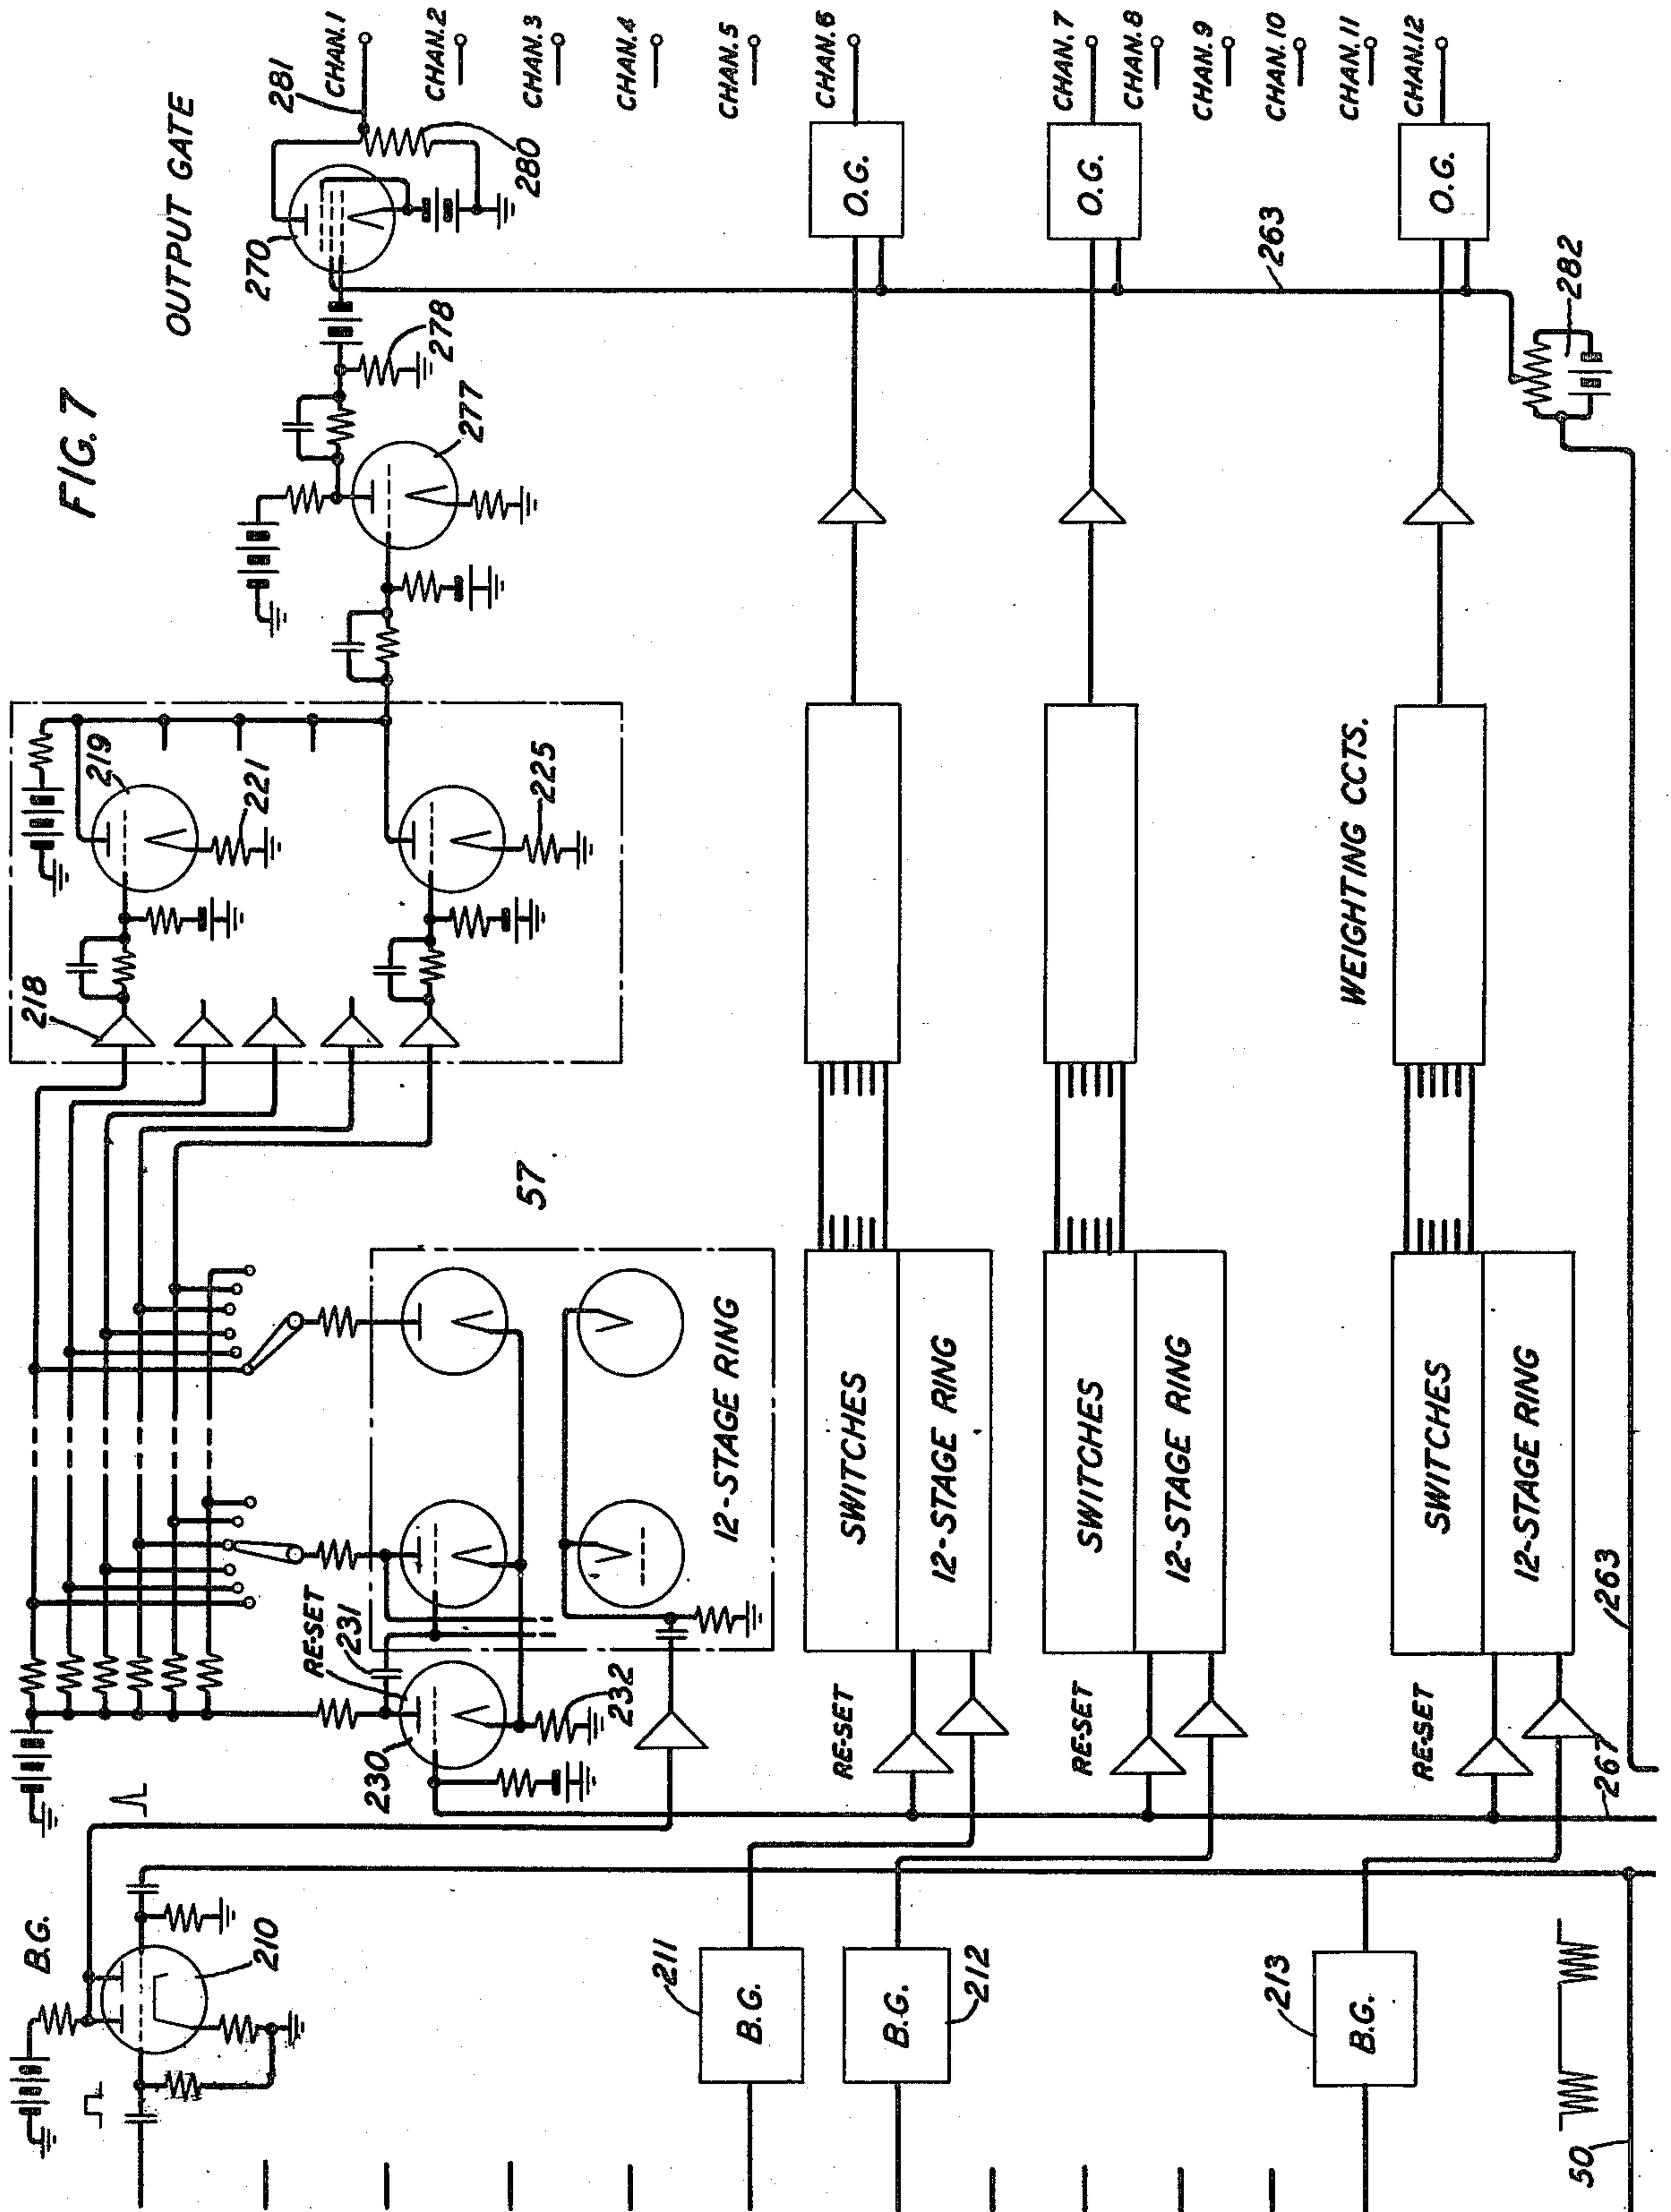 FIG. 7
B.G.
210
RE-SET
230
231
232
57
12-STAGE RING
218
219
221
225
277
278
OUTPUT GATE
270
280
281
CHAN. 1
CHAN. 2
CHAN. 3
CHAN. 4
CHAN. 5
CHAN. 6
211
B.G.
RE-SET
SWITCHES
12-STAGE RING
O.G.
212
B.G.
RE-SET
SWITCHES
12-STAGE RING
O.G.
CHAN. 7
CHAN. 8
CHAN. 9
CHAN. 10
CHAN. 11
CHAN. 12
263
213
B.G.
RE-SET
SWITCHES
12-STAGE RING
WEIGHTING CCTS.
O.G.
282
50
267
263